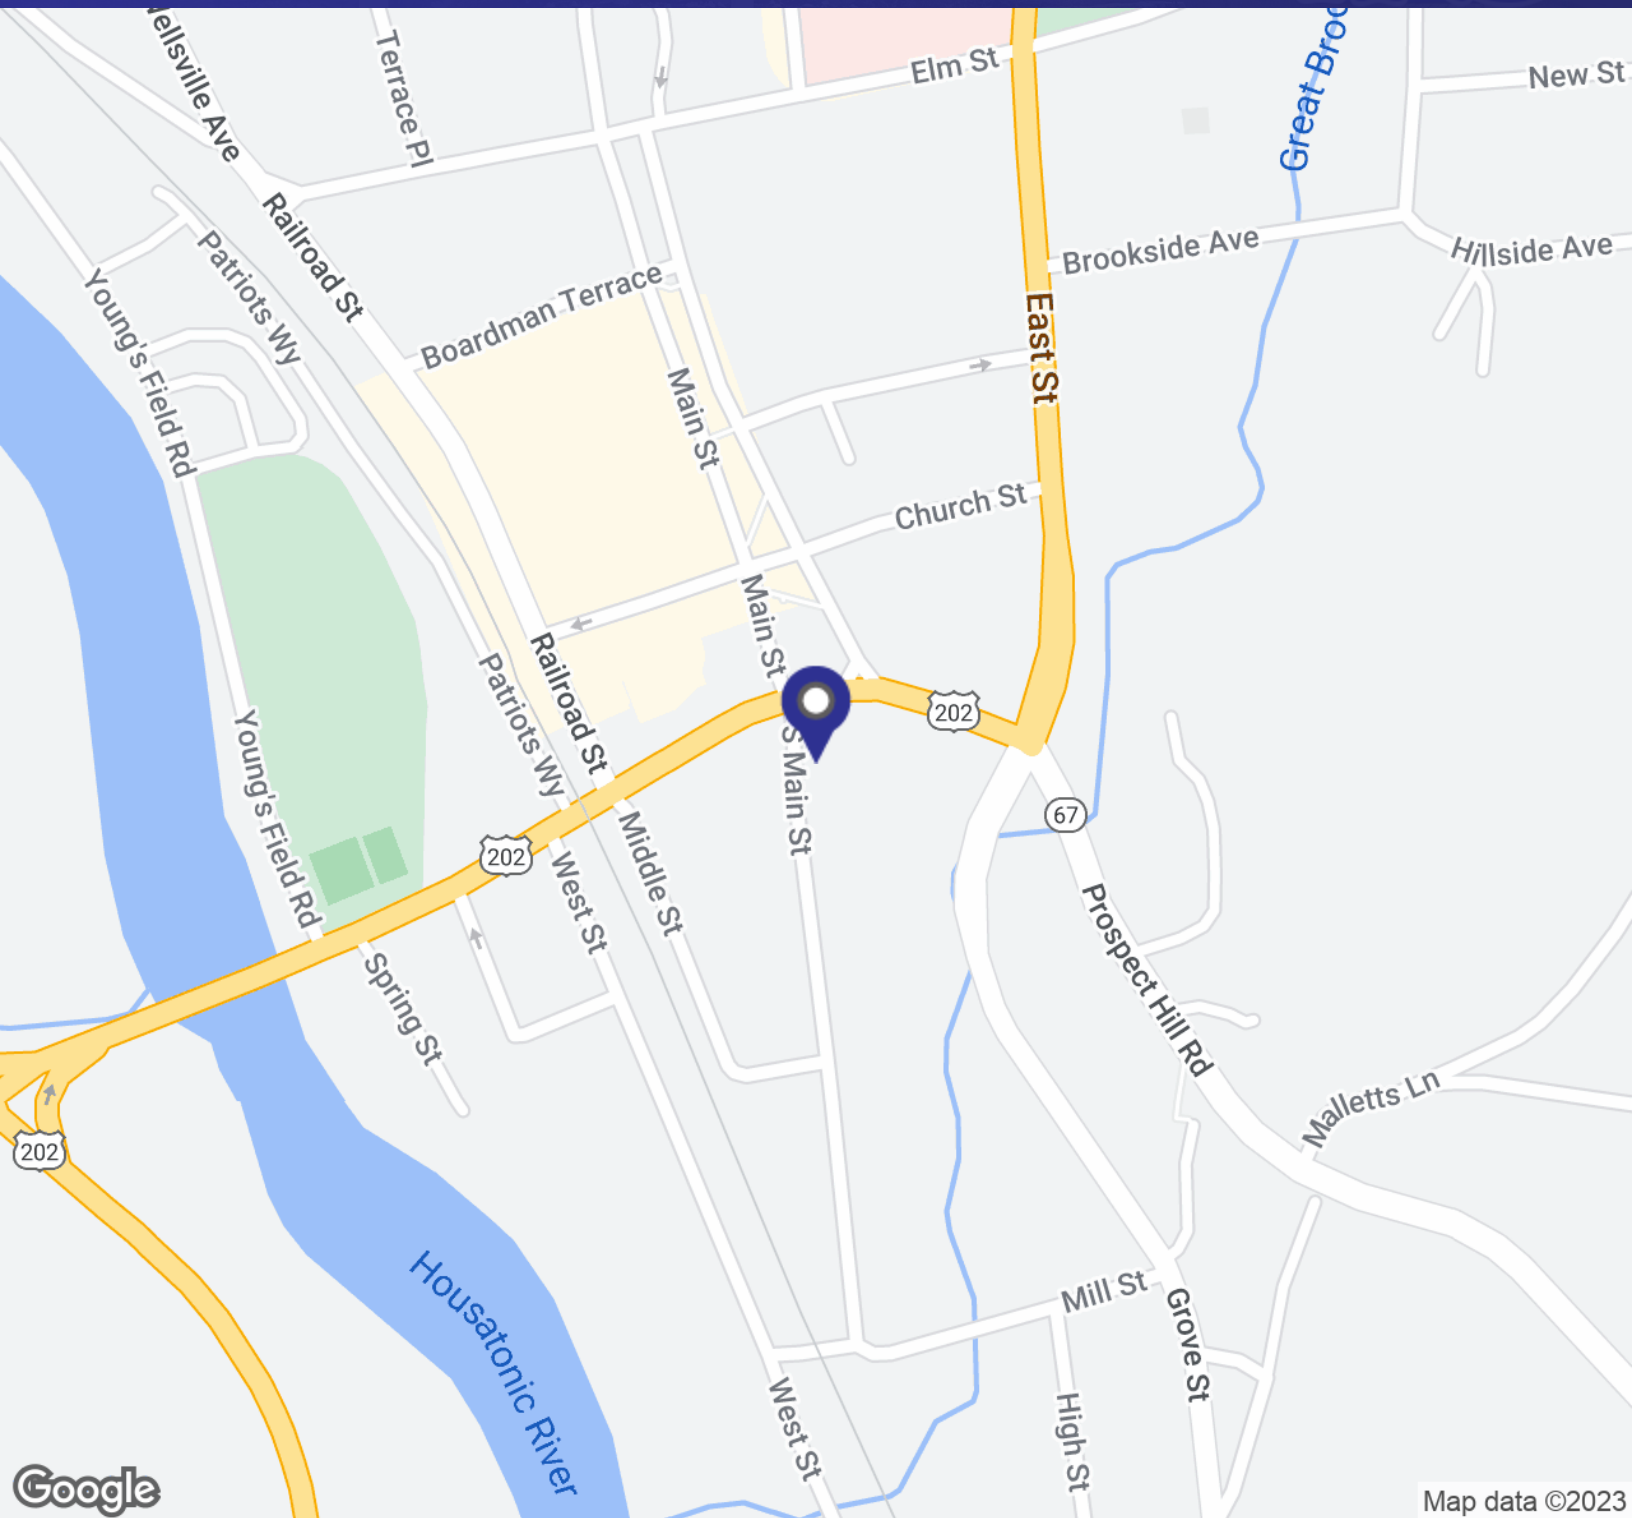 Wellsville Ave
Terrace Pl
Elm St
Great Broo
New St
Railroad St
Patriots Wy
Brookside Ave
Hillside Ave
Young's Field Rd
Boardman Terrace
East St
Main St
Church St
Main St
Railroad St
Patriots Wy
202
Young's Field Rd
S Main St
67
202
Middle St
West St
Prospect Hill Rd
Spring St
Malletts Ln
202
Housatonic River
Mill St
Grove St
West St
High St
Google
Map data ©2023